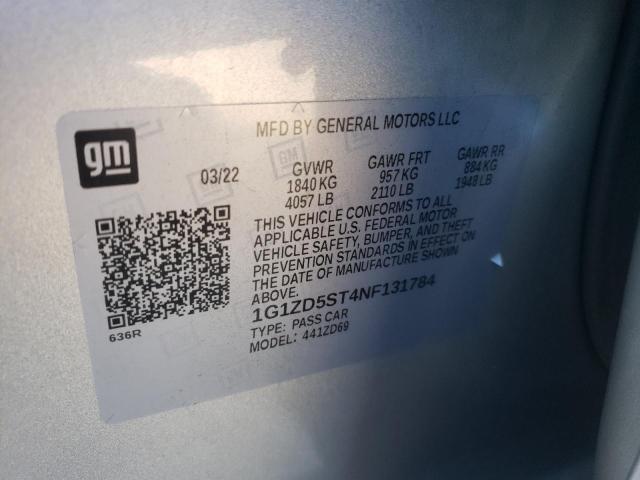 gm
MFD BY GENERAL MOTORS LLC
03/22 GVWR GAWR FRT GAWR RR
1840 KG 957 KG 884 KG
4057 LB 2110 LB 1948 LB
THIS VEHICLE CONFORMS TO ALL
APPLICABLE U.S. FEDERAL MOTOR
VEHICLE SAFETY, BUMPER, AND THEFT
PREVENTION STANDARDS IN EFFECT ON
THE DATE OF MANUFACTURE SHOWN
ABOVE.
1G1ZD5ST4NF131784
TYPE: PASS CAR
MODEL: 441ZD69
636R